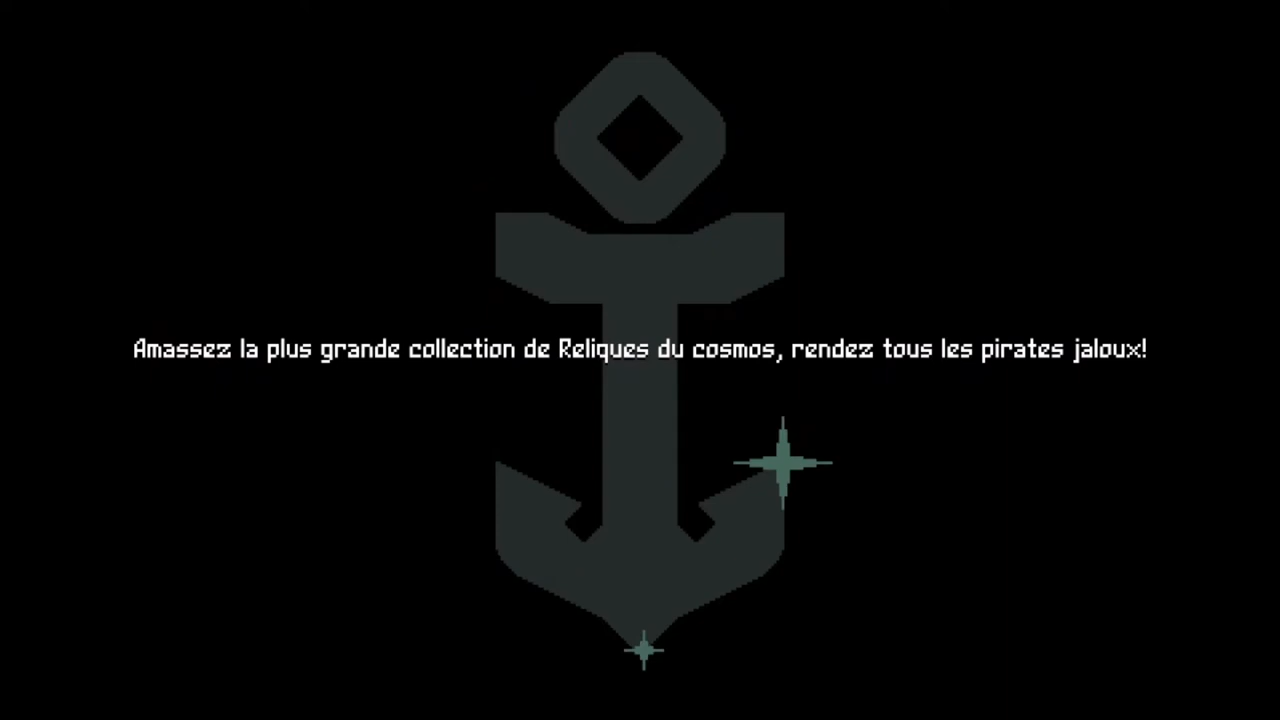 Amassez la plus grande collection de Reliques du cosmos, rendez tous les pirates jaloux!